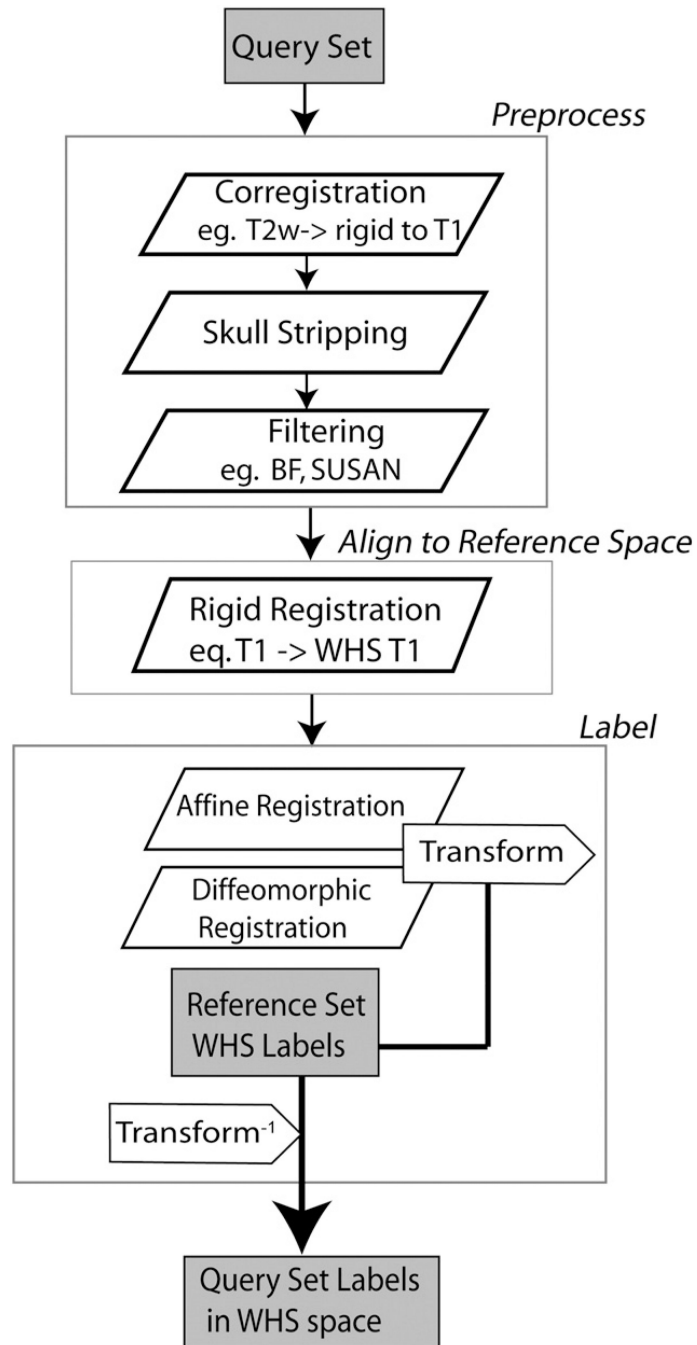 Query Set
Preprocess
Corregistration
eg. T2w-> rigid to T1
Skull Stripping
Filtering
eg. BF, SUSAN
Align to Reference Space
Rigid Registration
eq. T1 -> WHS T1
Label
Affine Registration
Transform
Diffeomorphic
Registration
Reference Set
WHS Labels
Transform⁻¹
Query Set Labels
in WHS space